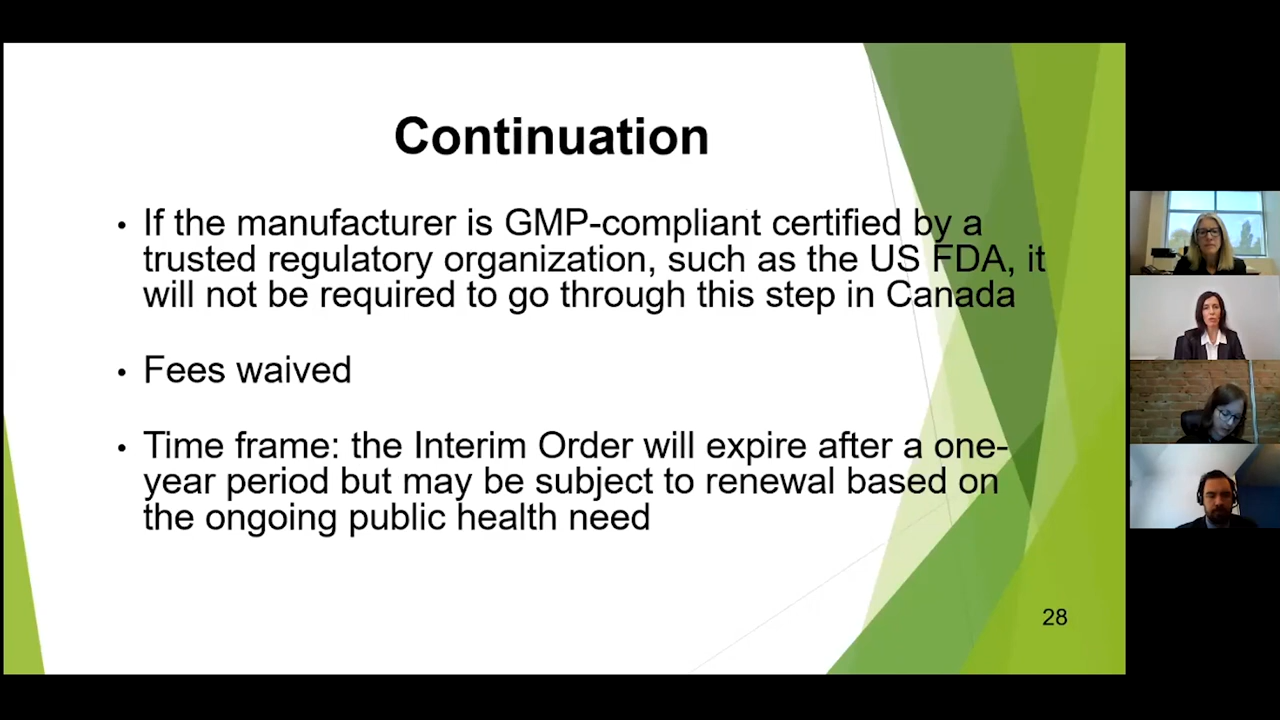 Continuation
• If the manufacturer is GMP-compliant certified by a
trusted regulatory organization, such as the US FDA, it
will not be required to go through this step in Canada
• Fees waived
• Time frame: the Interim Order will expire after a one-
year period but may be subject to renewal based on
the ongoing public health need
28